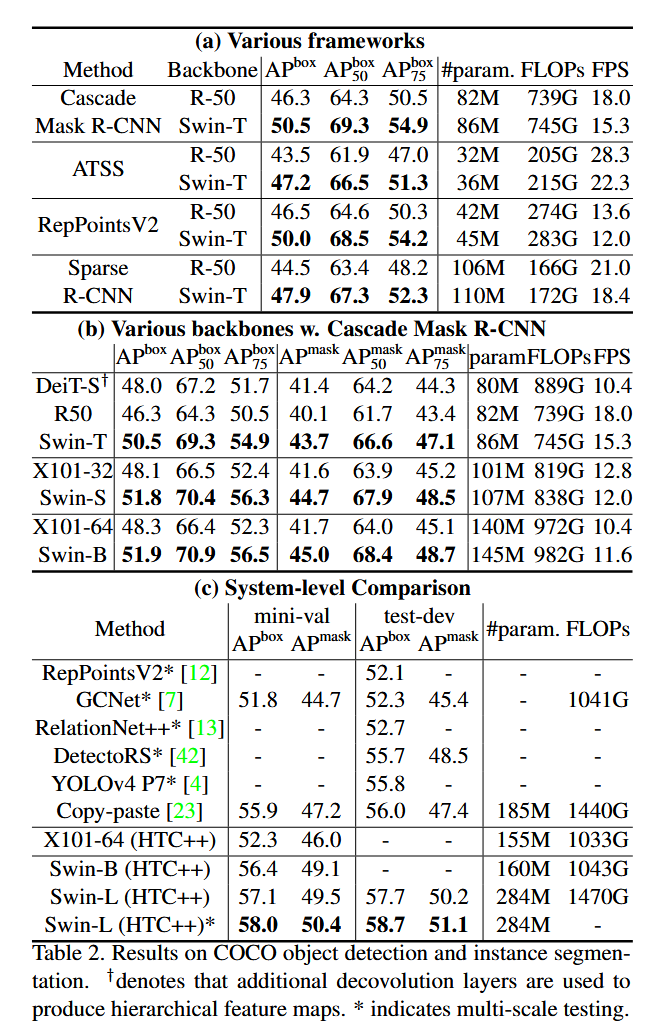 (a) Various frameworks
Method Backbone AP^box AP^box_50 AP^box_75 #param. FLOPs FPS
Cascade R-50 46.3 64.3 50.5 82M 739G 18.0
Mask R-CNN Swin-T 50.5 69.3 54.9 86M 745G 15.3
ATSS R-50 43.5 61.9 47.0 32M 205G 28.3
Swin-T 47.2 66.5 51.3 36M 215G 22.3
RepPointsV2 R-50 46.5 64.6 50.3 42M 274G 13.6
Swin-T 50.0 68.5 54.2 45M 283G 12.0
Sparse R-50 44.5 63.4 48.2 106M 166G 21.0
R-CNN Swin-T 47.9 67.3 52.3 110M 172G 18.4
(b) Various backbones w. Cascade Mask R-CNN
AP^box AP^box_50 AP^box_75 AP^mask AP^mask_50 AP^mask_75 param FLOPs FPS
DeiT-S† 48.0 67.2 51.7 41.4 64.2 44.3 80M 889G 10.4
R50 46.3 64.3 50.5 40.1 61.7 43.4 82M 739G 18.0
Swin-T 50.5 69.3 54.9 43.7 66.6 47.1 86M 745G 15.3
X101-32 48.1 66.5 52.4 41.6 63.9 45.2 101M 819G 12.8
Swin-S 51.8 70.4 56.3 44.7 67.9 48.5 107M 838G 12.0
X101-64 48.3 66.4 52.3 41.7 64.0 45.1 140M 972G 10.4
Swin-B 51.9 70.9 56.5 45.0 68.4 48.7 145M 982G 11.6
(c) System-level Comparison
Method mini-val test-dev #param. FLOPs
AP^box AP^mask AP^box AP^mask
RepPointsV2* [12] - - 52.1 - - -
GCNet* [7] 51.8 44.7 52.3 45.4 - 1041G
RelationNet++* [13] - - 52.7 - - -
DetectoRS* [42] - - 55.7 48.5 - -
YOLOv4 P7* [4] - - 55.8 - - -
Copy-paste [23] 55.9 47.2 56.0 47.4 185M 1440G
X101-64 (HTC++) 52.3 46.0 - - 155M 1033G
Swin-B (HTC++) 56.4 49.1 - - 160M 1043G
Swin-L (HTC++) 57.1 49.5 57.7 50.2 284M 1470G
Swin-L (HTC++)* 58.0 50.4 58.7 51.1 284M -
Table 2. Results on COCO object detection and instance segmen-
tation. †denotes that additional decovolution layers are used to
produce hierarchical feature maps. * indicates multi-scale testing.